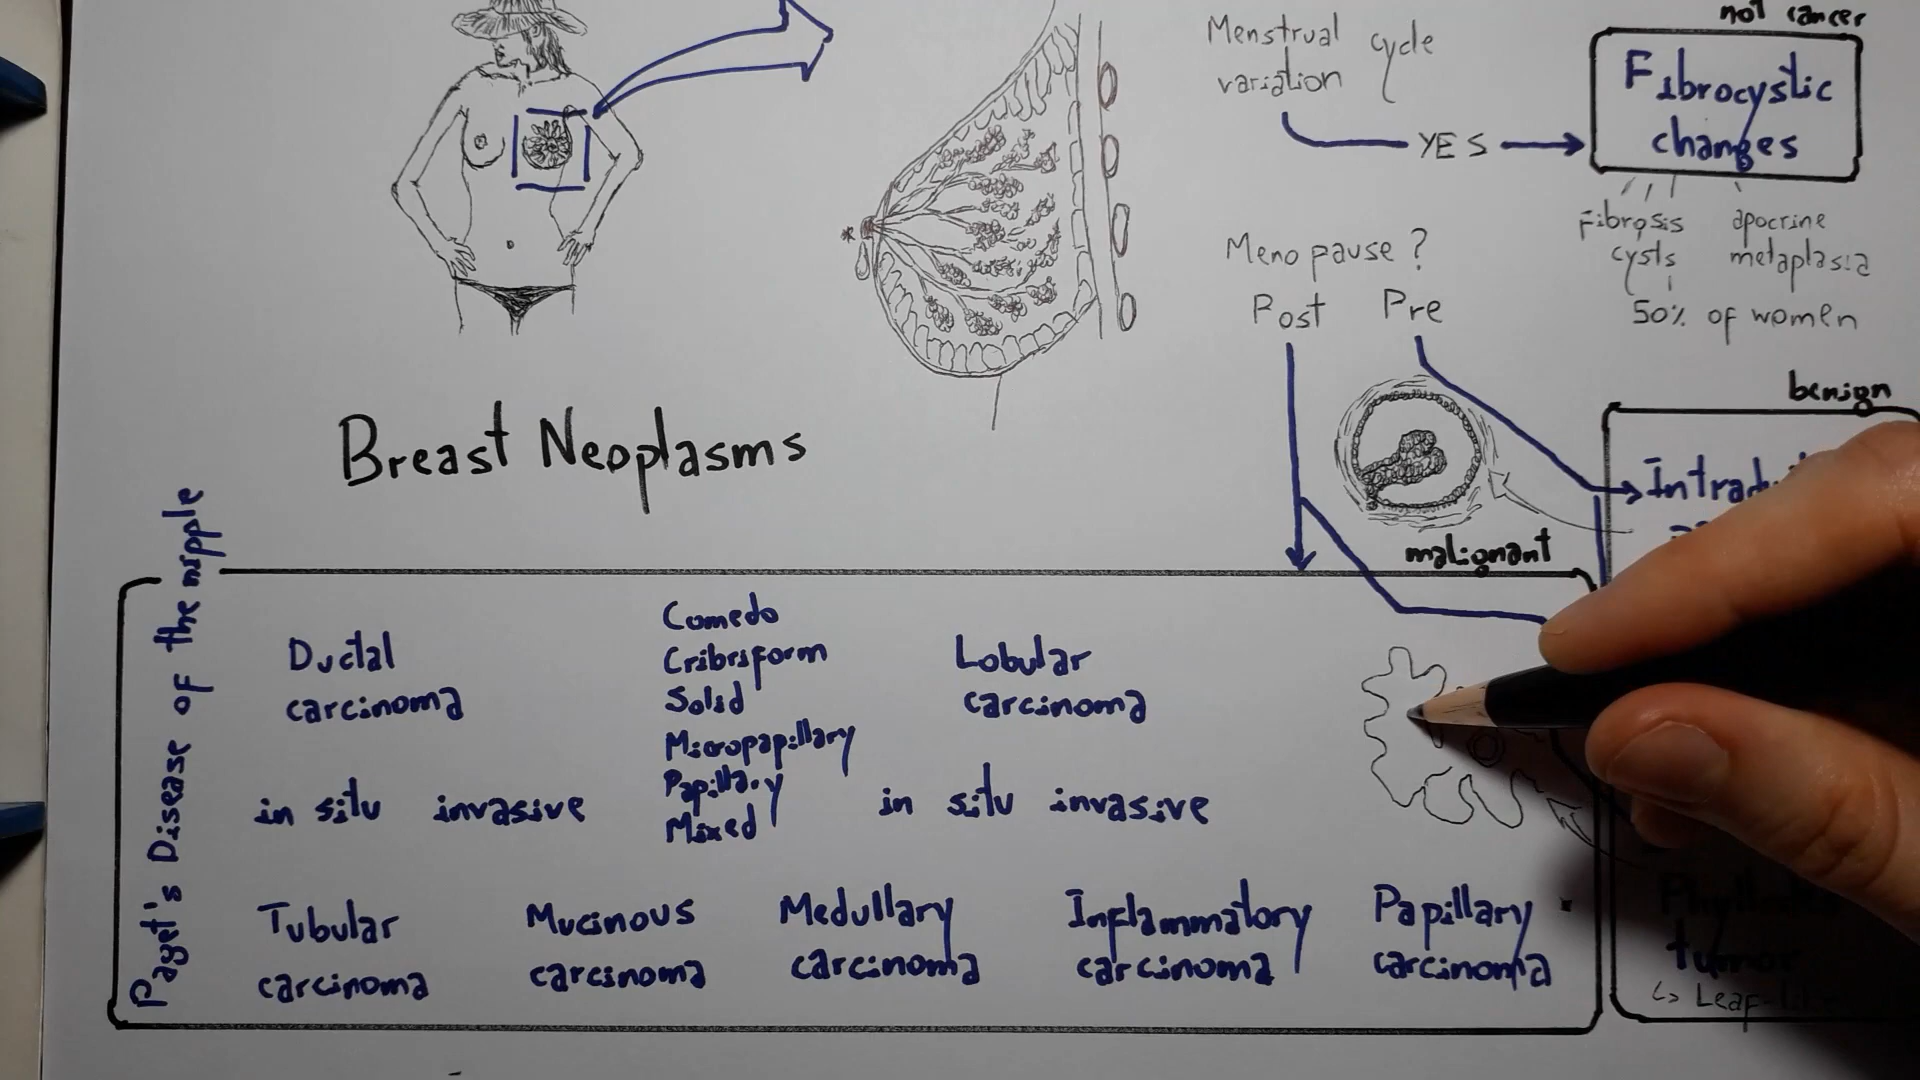 not cancer
Menstrual cycle
variation
YES
Fibrocystic
changes
Fibrosis
cysts
apocrine
metaplasia
50% of women
Menopause?
Post Pre
benign
Breast Neoplasms
malignant
Paget's Disease of the nipple
Ductal
carcinoma
in situ invasive
Comedo
Cribriform
Solid
Micropapillary
Papillary
Mixed
Lobular
carcinoma
in situ invasive
Tubular
carcinoma
Mucinous
carcinoma
Medullary
carcinoma
Inflammatory
carcinoma
Papillary
carcinoma
tumor